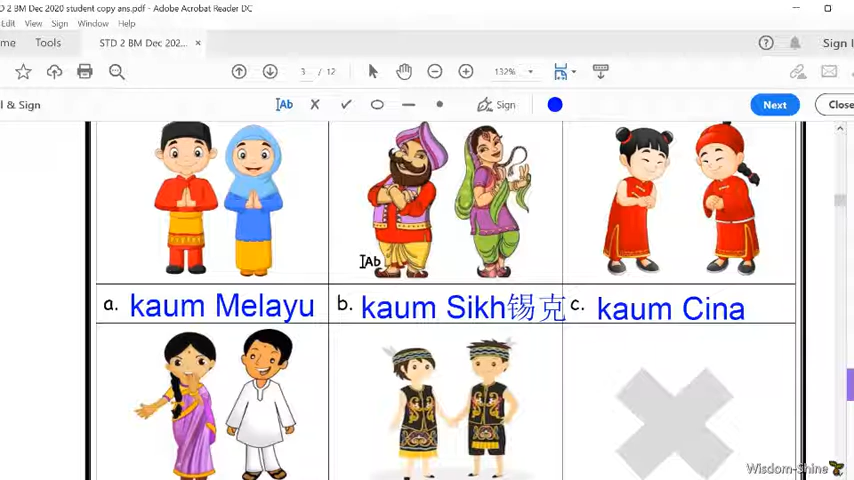 STD 2 BM Dec 2020 student copy ans.pdf - Adobe Acrobat Reader DC
Edit View Sign Window Help
me Tools STD 2 BM Dec 202... × Sign I
3 / 12 132%
l & Sign Ab Sign Next Close
Ab
a. kaum Melayu b. kaum Sikh锡克 c. kaum Cina
Wisdom-Shine